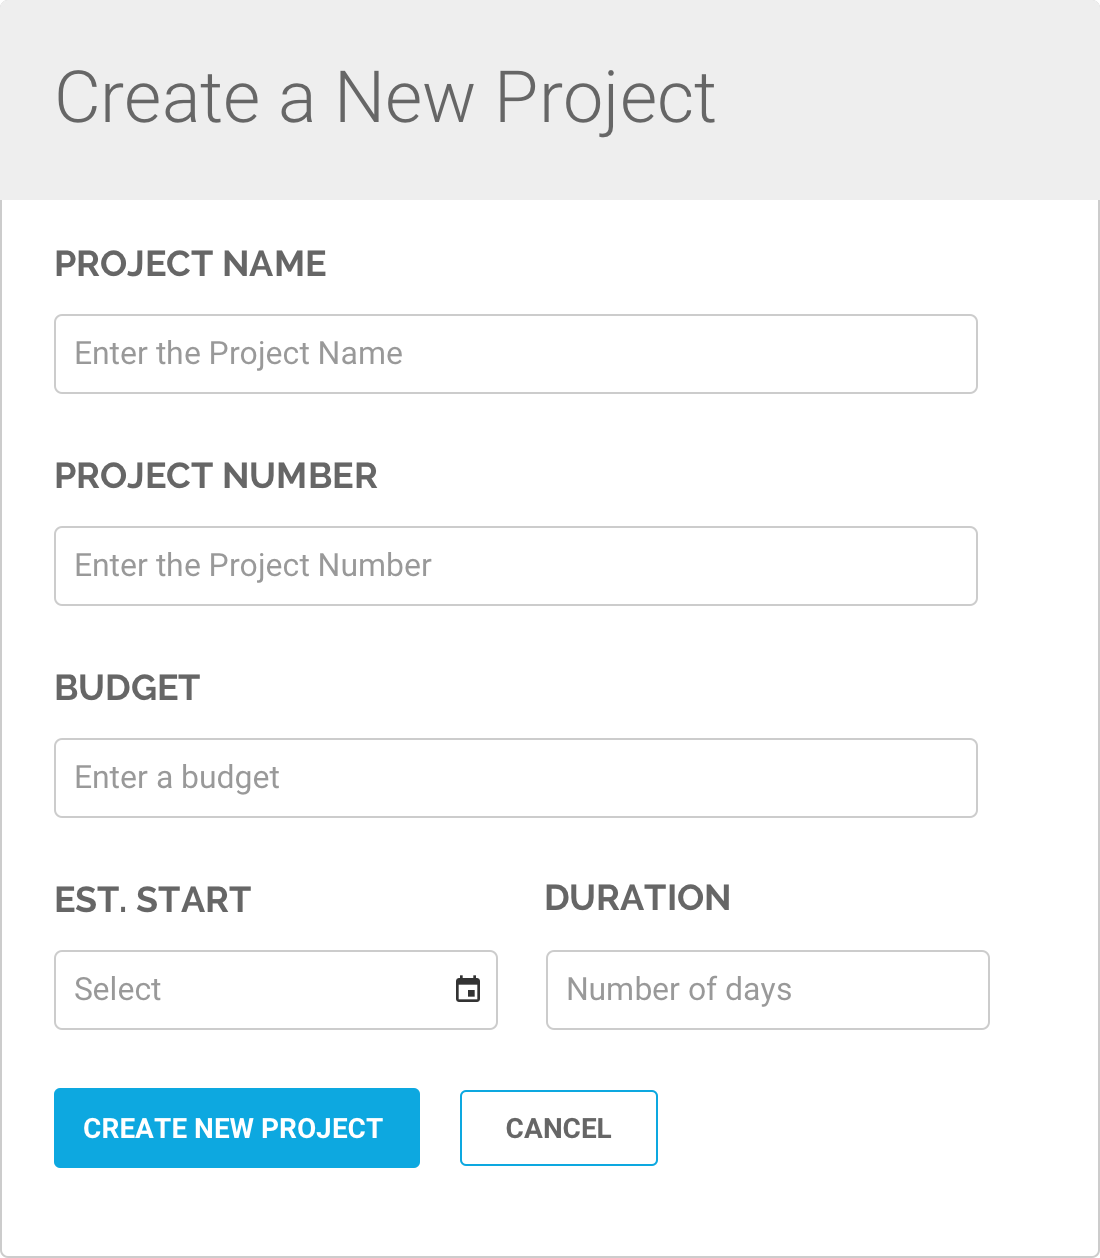 Create a New Project
PROJECT NAME
Enter the Project Name
PROJECT NUMBER
Enter the Project Number
BUDGET
Enter a budget
EST. START
DURATION
Select
Number of days
CREATE NEW PROJECT
CANCEL